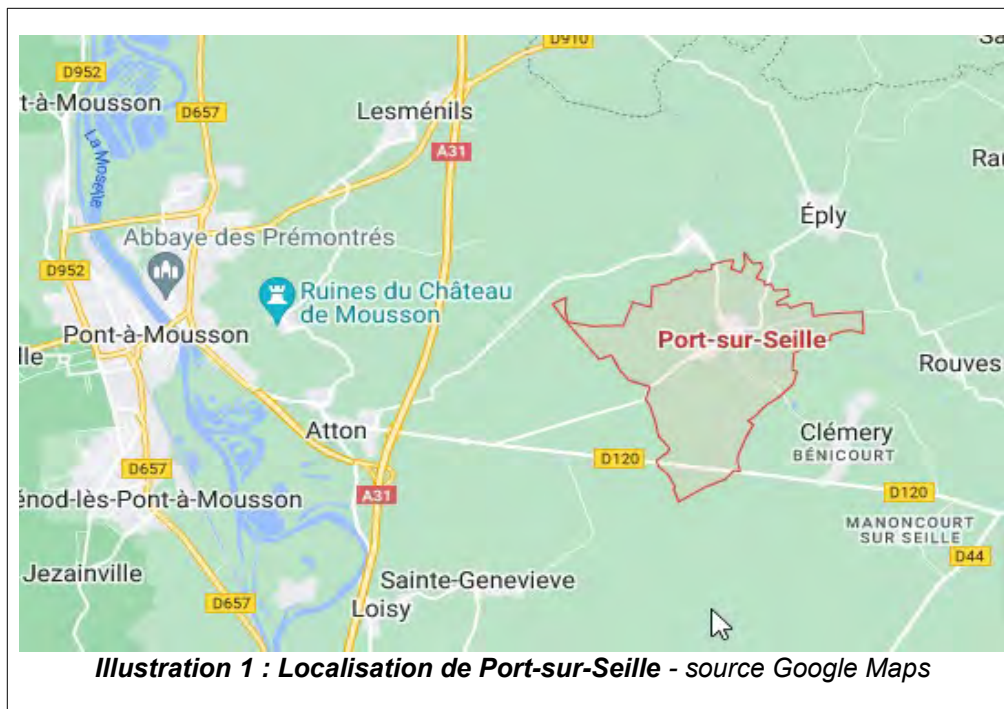 D910
Sa
D952
t-à-Mousson
D657
Lesménils
La Moselle
A31
Rau
Éply
Abbaye des Prémontrés
D952
Ruines du Château
de Mousson
Pont-à-Mousson
lle
Port-sur-Seille
Rouves
Atton
Clémery
BÉNICOURT
D120
D657
A31
D120
énod-lès-Pont-à-Mousson
MANONCOURT
SUR SEILLE
D44
Jezainville
Sainte-Genevieve
D657
Loisy
Illustration 1 : Localisation de Port-sur-Seille - source Google Maps